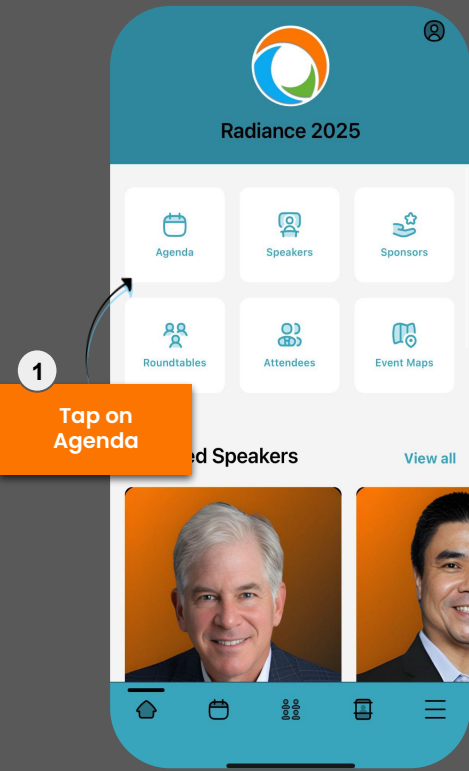 Radiance 2025
Agenda
Speakers
Sponsors
Roundtables
Attendees
Event Maps
1
Tap on
Agenda
ed Speakers
View all